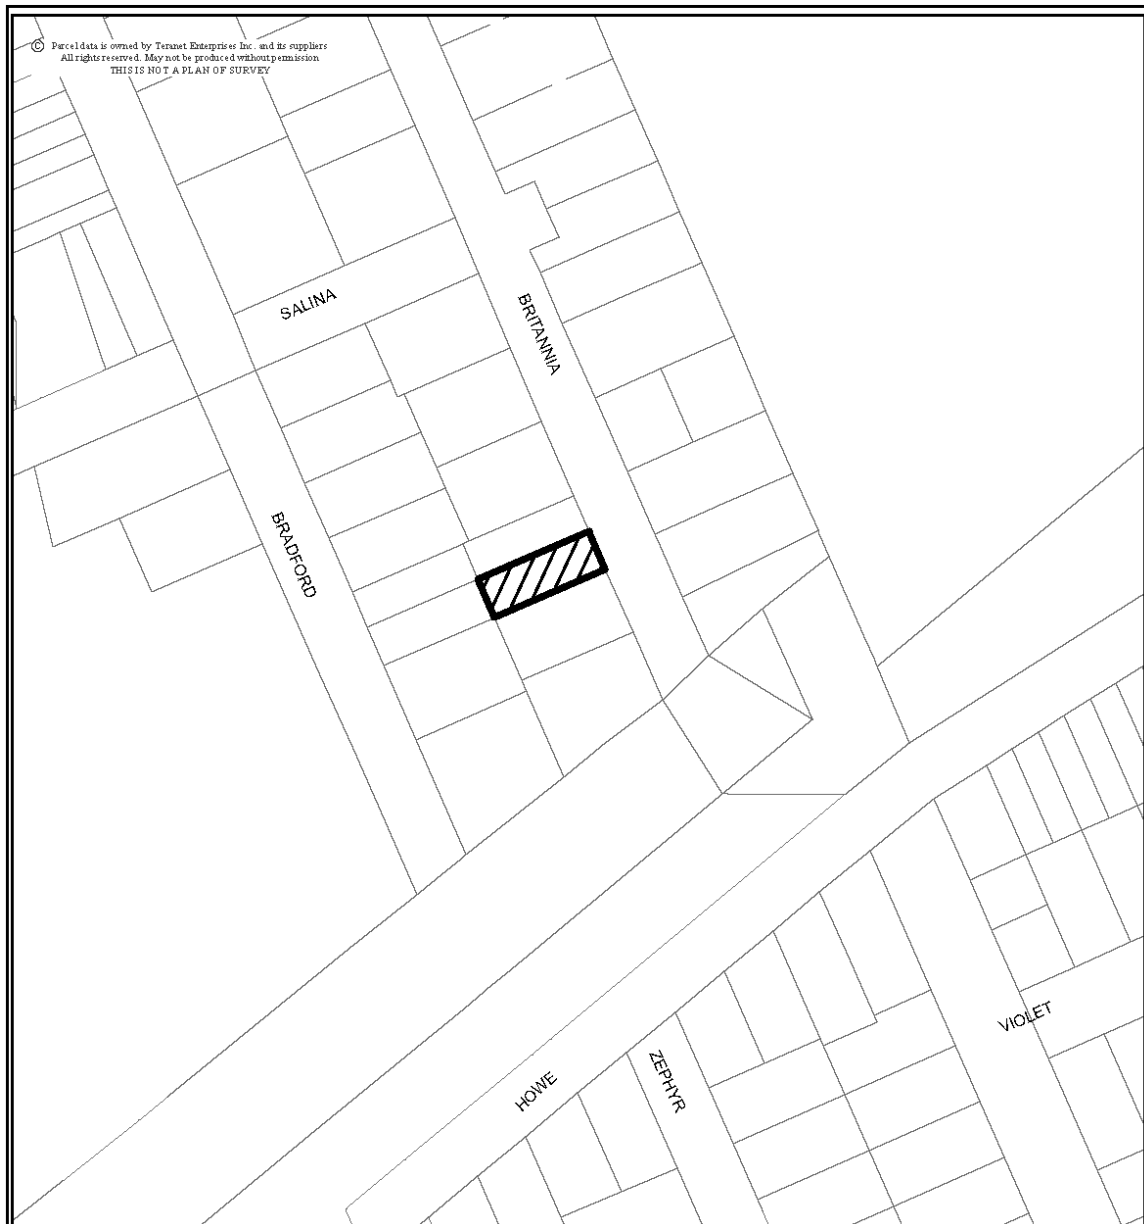 © Parcel data is owned by Teranet Enterprises Inc. and its suppliers
All rights reserved. May not be produced without permission
THIS IS NOT A PLAN OF SURVEY
SALINA
BRITANNIA
BRADFORD
VIOLET
ZEPHYR
HOWE